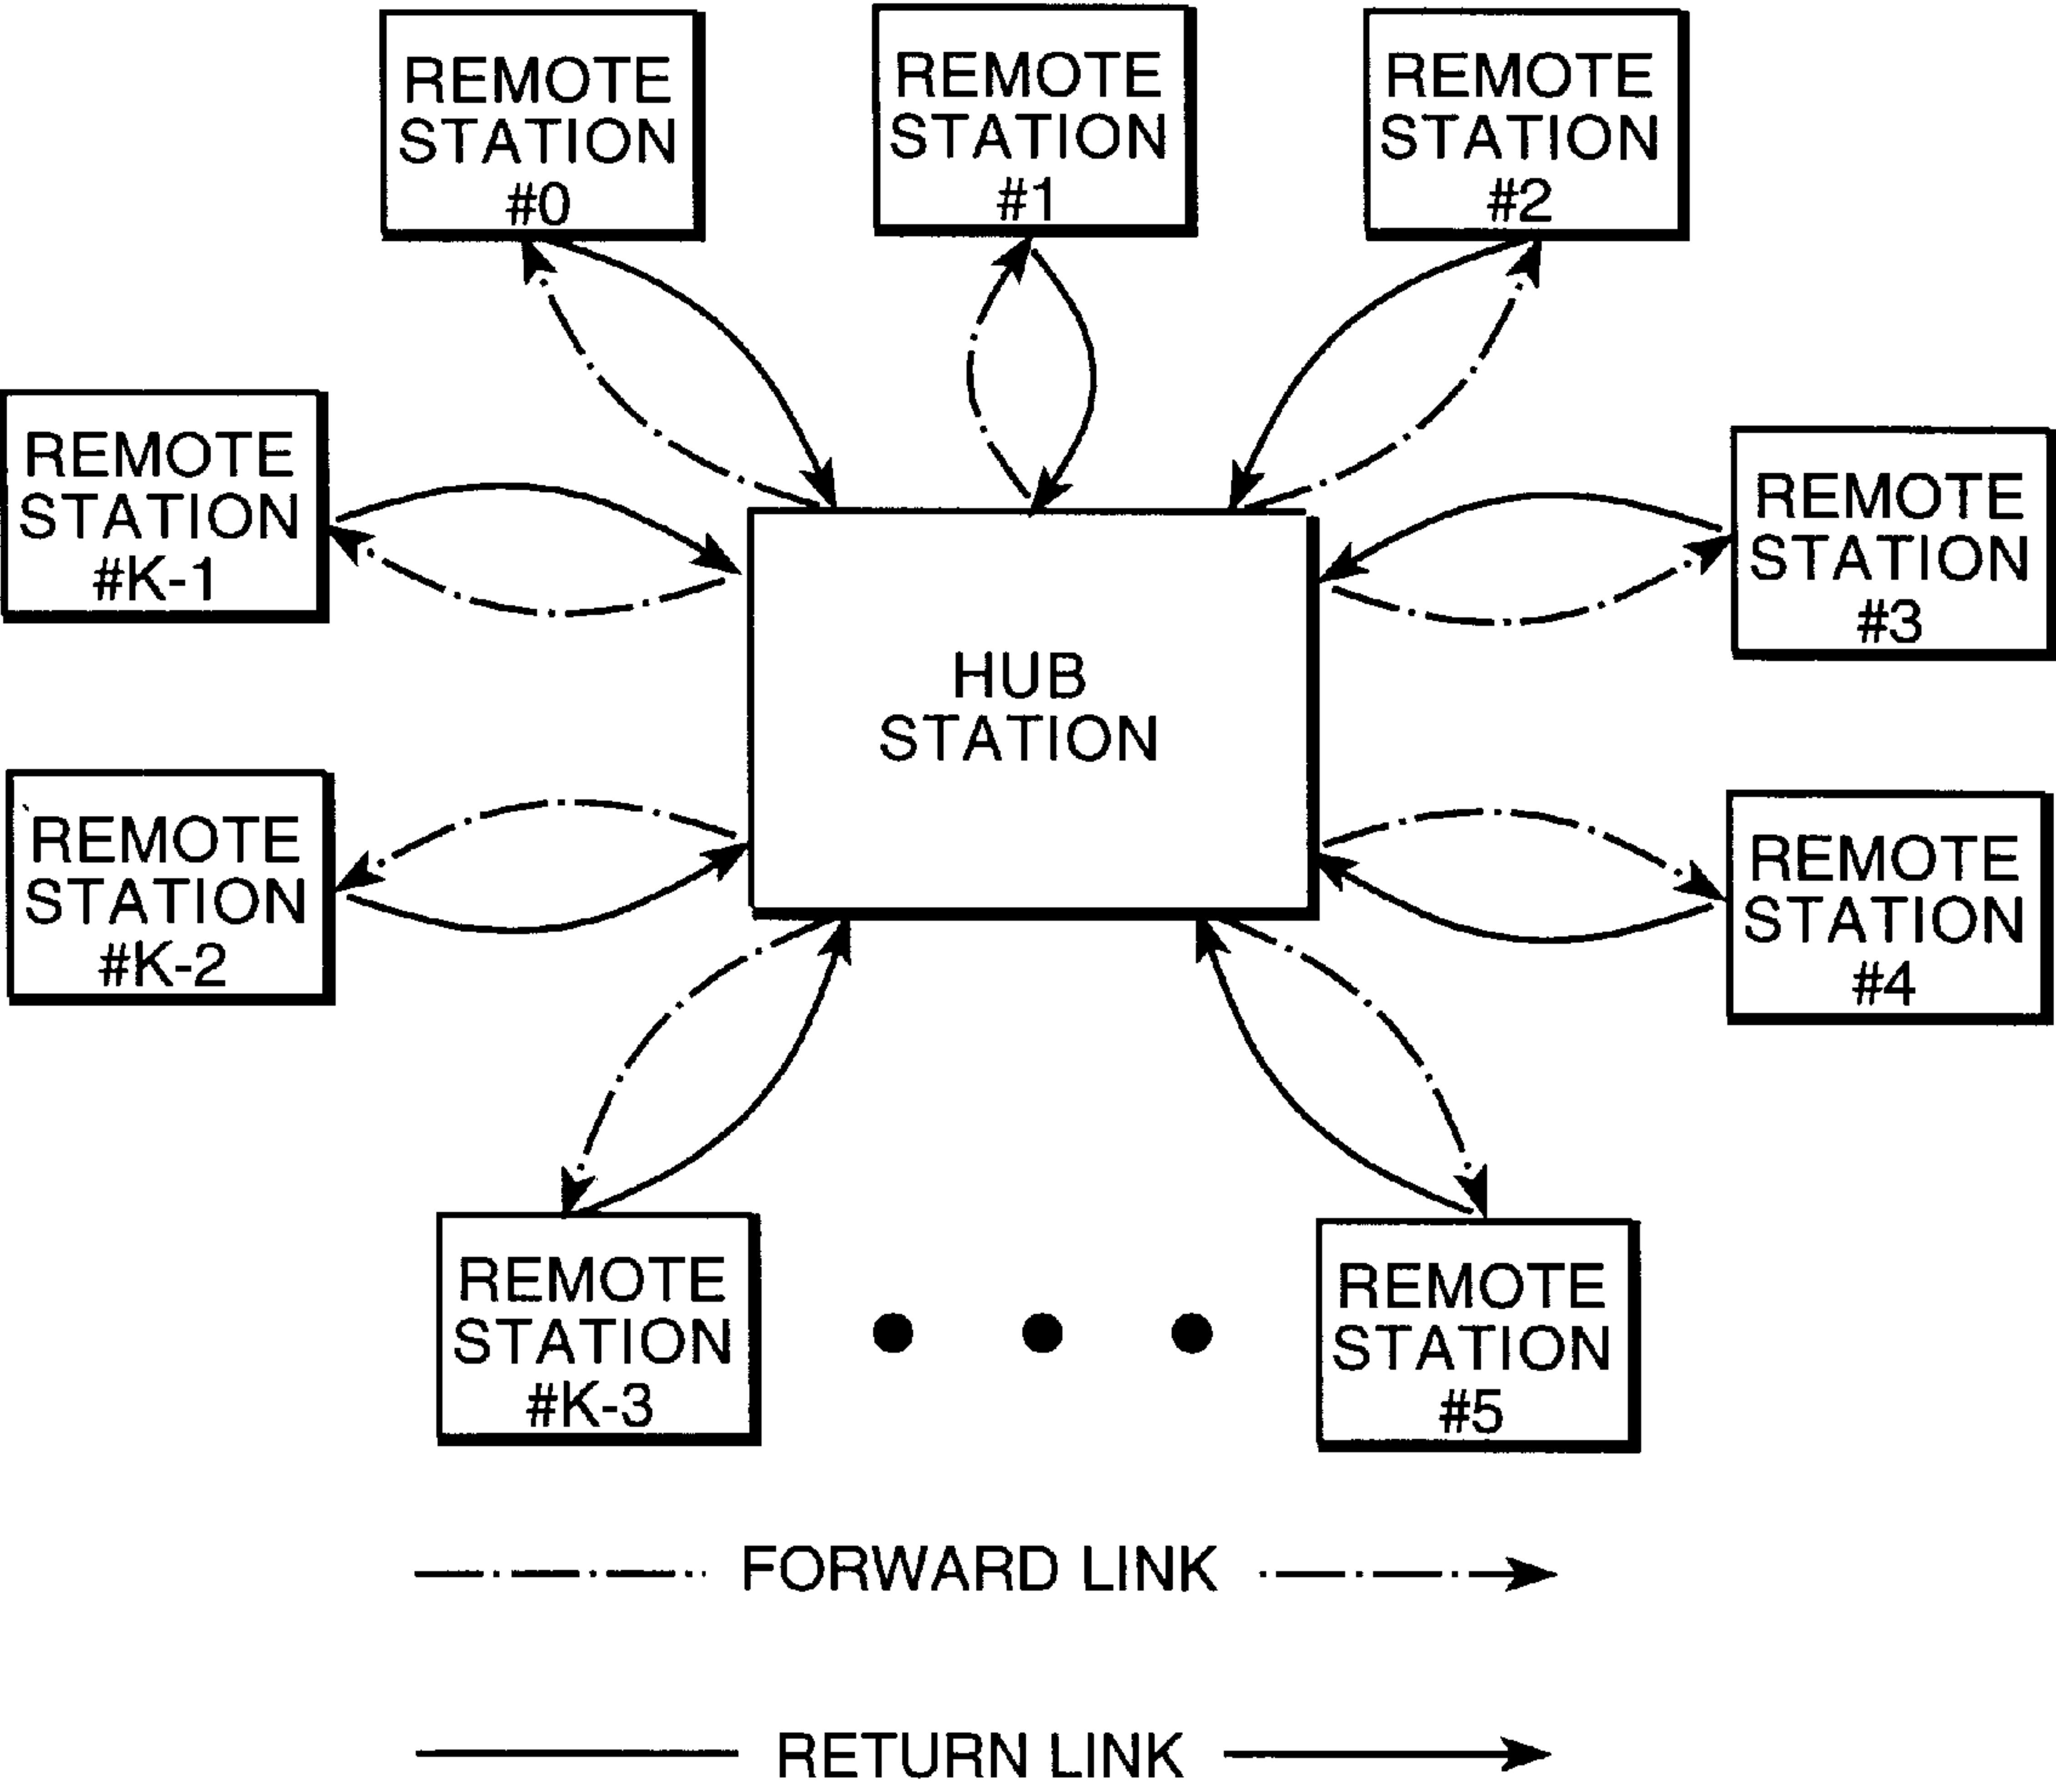 REMOTE
STATION
#0
REMOTE
STATION
#1
REMOTE
STATION
#2
REMOTE
STATION
#K-1
REMOTE
STATION
#3
HUB
STATION
REMOTE
STATION
#K-2
REMOTE
STATION
#4
REMOTE
STATION
#K-3
REMOTE
STATION
#5
FORWARD LINK
RETURN LINK